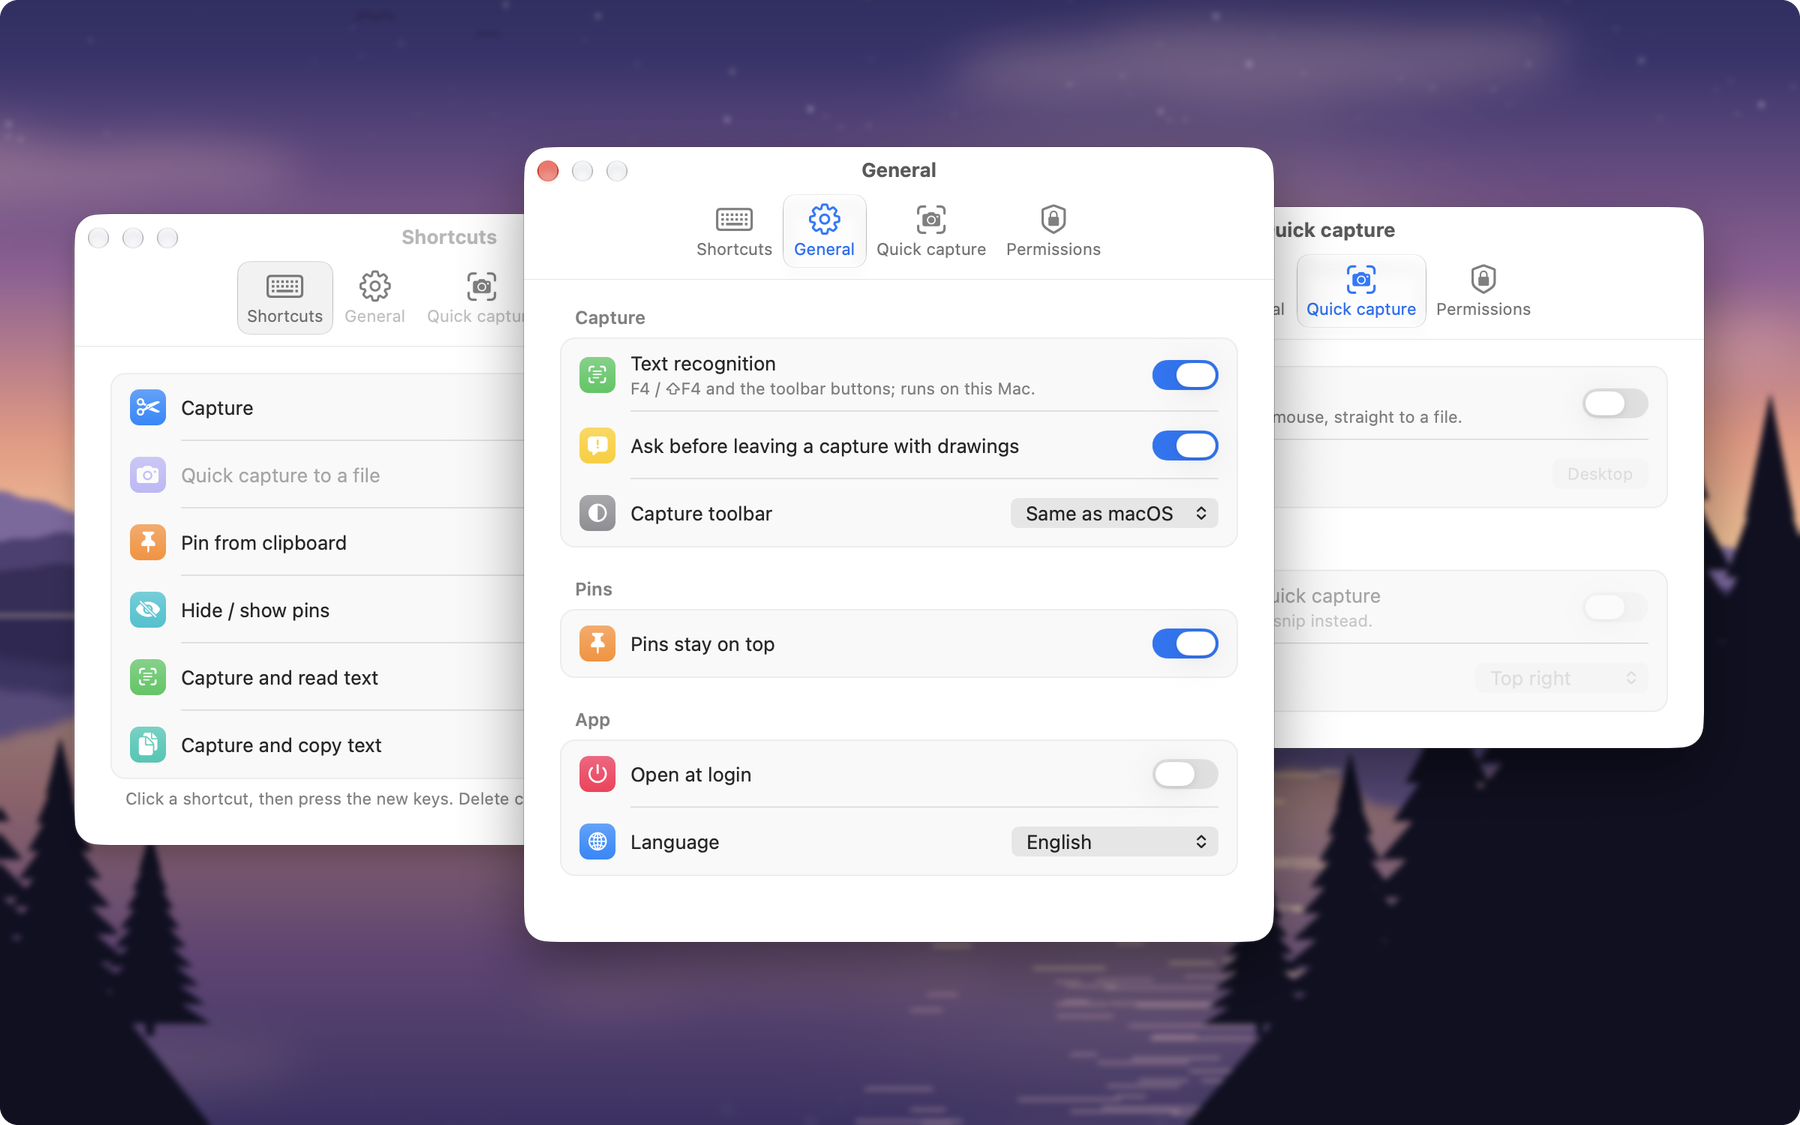 Shortcuts
Shortcuts
General
Quick captu
Capture
Quick capture to a file
Pin from clipboard
Hide / show pins
Capture and read text
Capture and copy text
Click a shortcut, then press the new keys. Delete c
General
Shortcuts
General
Quick capture
Permissions
Capture
Text recognition
F4 / ⇧F4 and the toolbar buttons; runs on this Mac.
Ask before leaving a capture with drawings
Capture toolbar
Same as macOS
Pins
Pins stay on top
App
Open at login
Language
English
uick capture
al
Quick capture
Permissions
mouse, straight to a file.
Desktop
uick capture
snip instead.
Top right